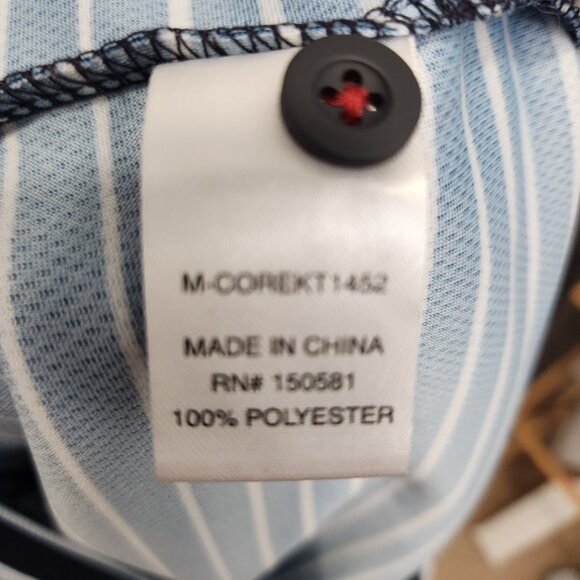 M-COREKT1452
MADE IN CHINA
RN# 150581
100% POLYESTER